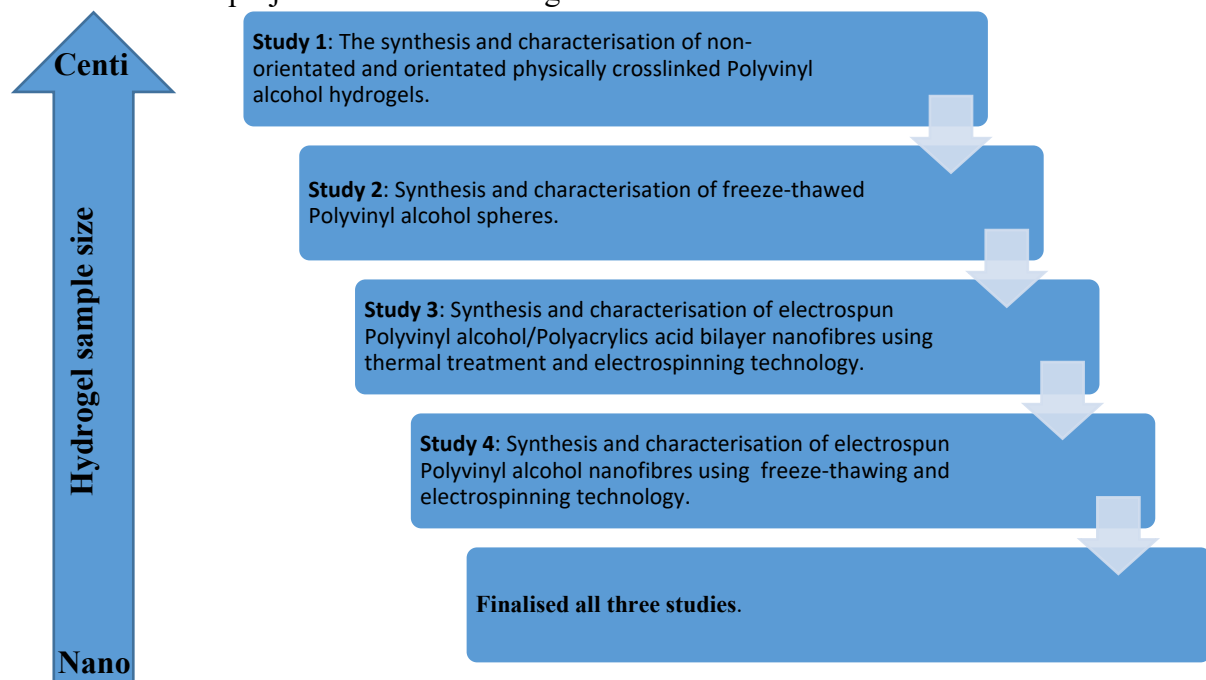 Centi
Study 1: The synthesis and characterisation of non-
orientated and orientated physically crosslinked Polyvinyl
alcohol hydrogels.
Study 2: Synthesis and characterisation of freeze-thawed
Polyvinyl alcohol spheres.
Hydrogel sample size
Study 3: Synthesis and characterisation of electrospun
Polyvinyl alcohol/Polyacrylics acid bilayer nanofibres using
thermal treatment and electrospinning technology.
Study 4: Synthesis and characterisation of electrospun
Polyvinyl alcohol nanofibres using freeze-thawing and
electrospinning technology.
Finalised all three studies.
Nano